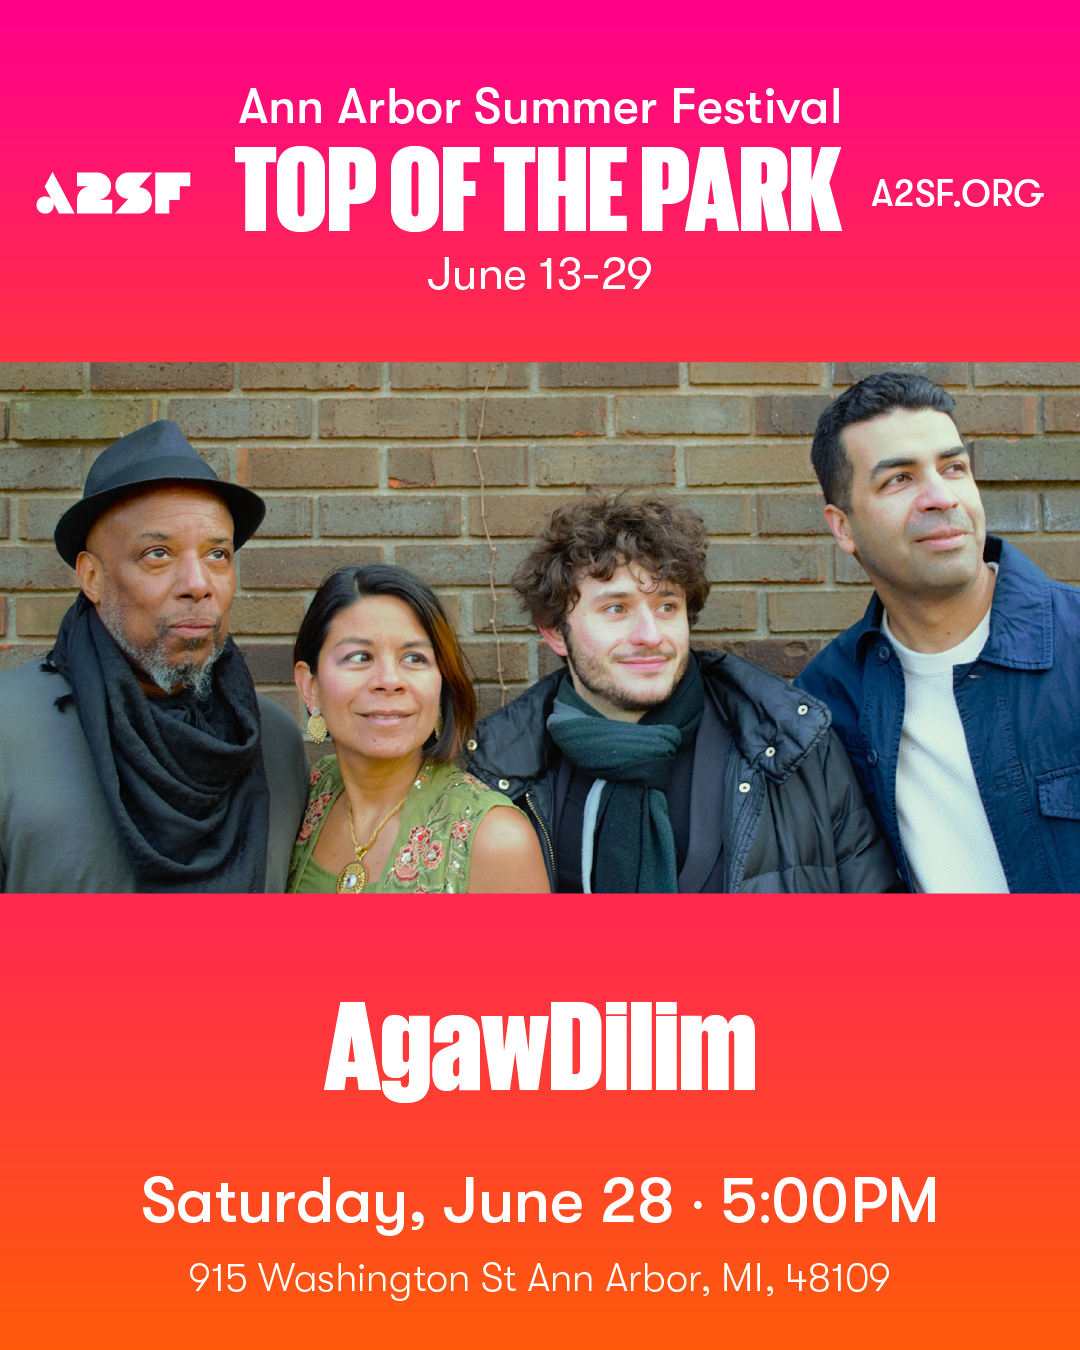 Ann Arbor Summer Festival
A2SF TOP OF THE PARK A2SF.ORG
June 13-29
AgawDilim
Saturday, June 28 · 5:00PM
915 Washington St Ann Arbor, MI, 48109